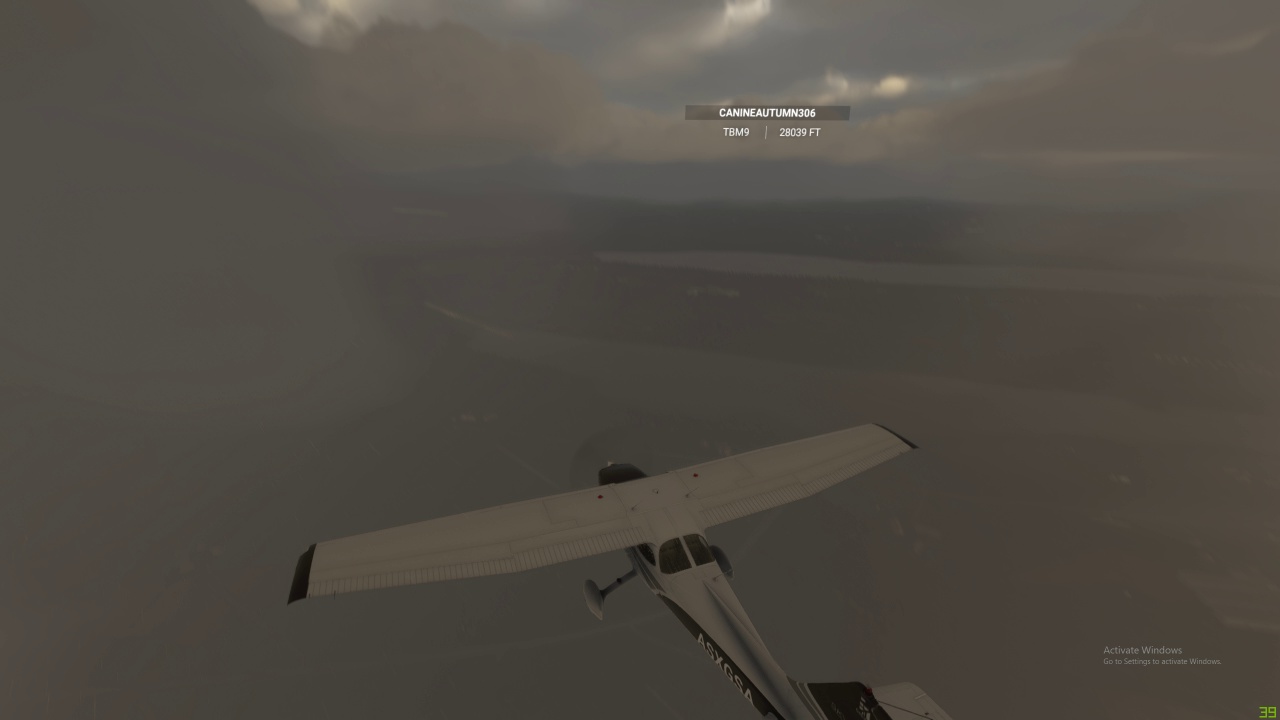 CANINEAUTUMN306
TBM9 | 28039 FT
ASXGSA
Activate Windows
Go to Settings to activate Windows.
39